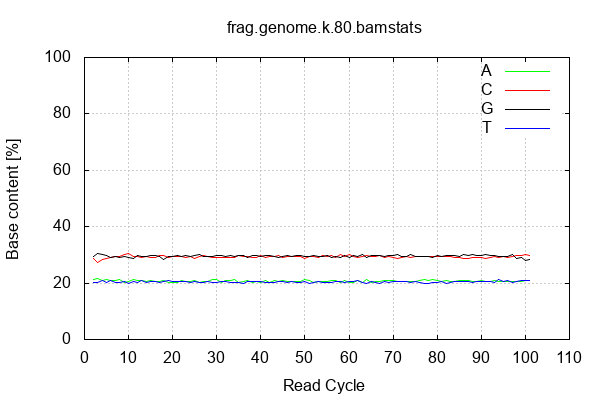 frag.genome.k.80.bamstats
100
80
60
40
20
0
Base content [%]
A
C
G
T
0 10 20 30 40 50 60 70 80 90 100 110
Read Cycle